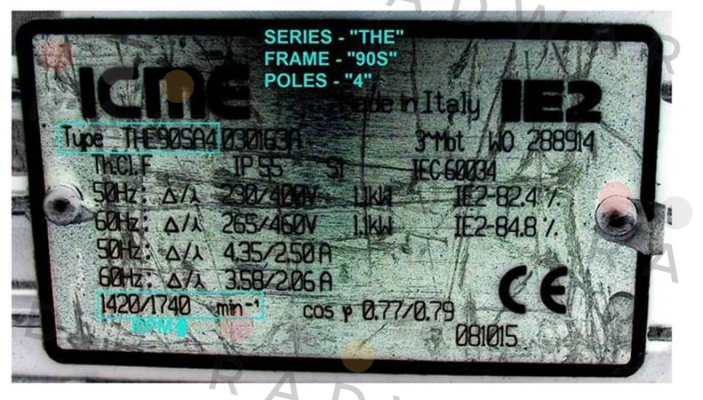 SERIES - "THE"
FRAME - "90S"
POLES - "4"
ICME
Made in Italy
IE2
Type THE90SA4 030163A 3~Mot WO 288914
Th.Cl.F IP 55 S1 IEC 60034
50Hz: Δ/⅄ 230/400V 1.1kW IE2-82.4 %
60Hz: Δ/⅄ 265/460V 1.1kW IE2-84.8 %
50Hz: Δ/⅄ 4.35/2.50 A
60Hz: Δ/⅄ 3.58/2.06 A
1420/1740 min⁻¹ cos φ 0.77/0.79
RPM
CE
081015